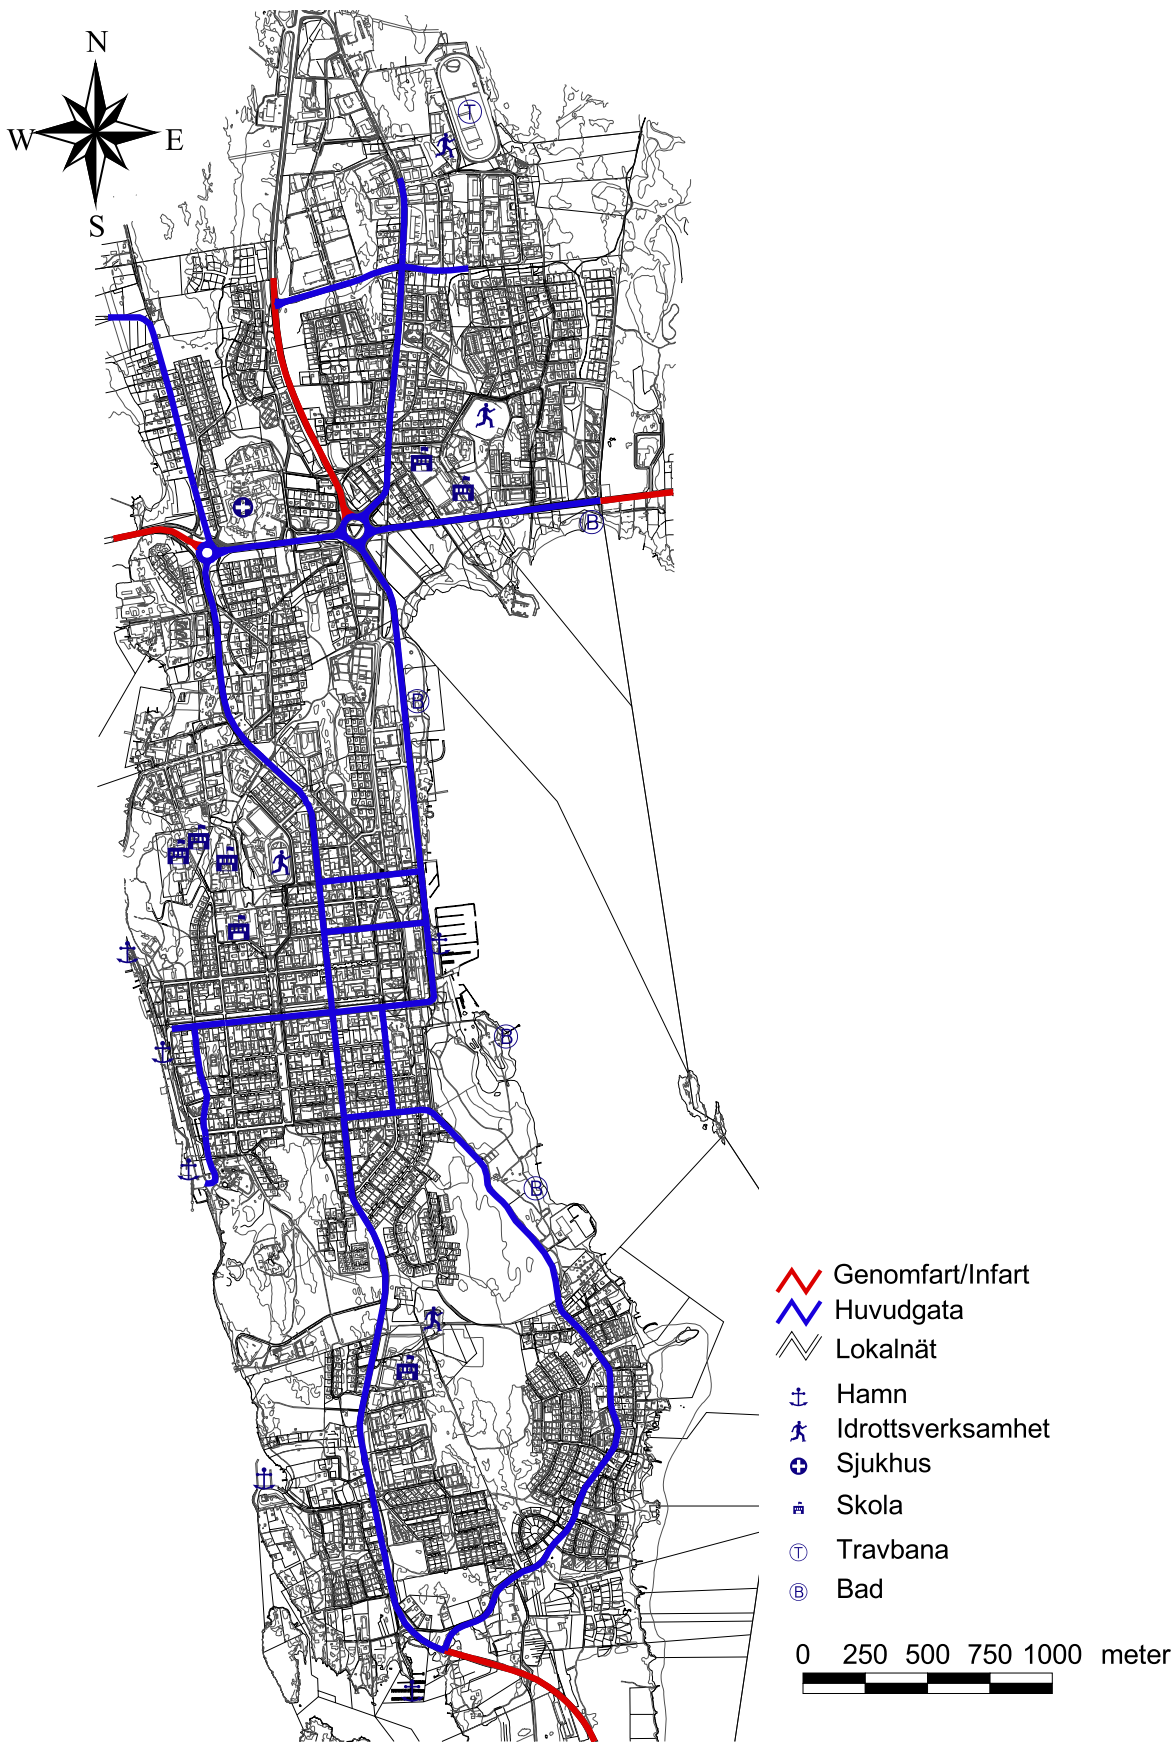 N
W E
S
T
B
B
B
B
Genomfart/Infart
Huvudgata
Lokalnät
Hamn
Idrottsverksamhet
Sjukhus
Skola
T Travbana
B Bad
0 250 500 750 1000 meter